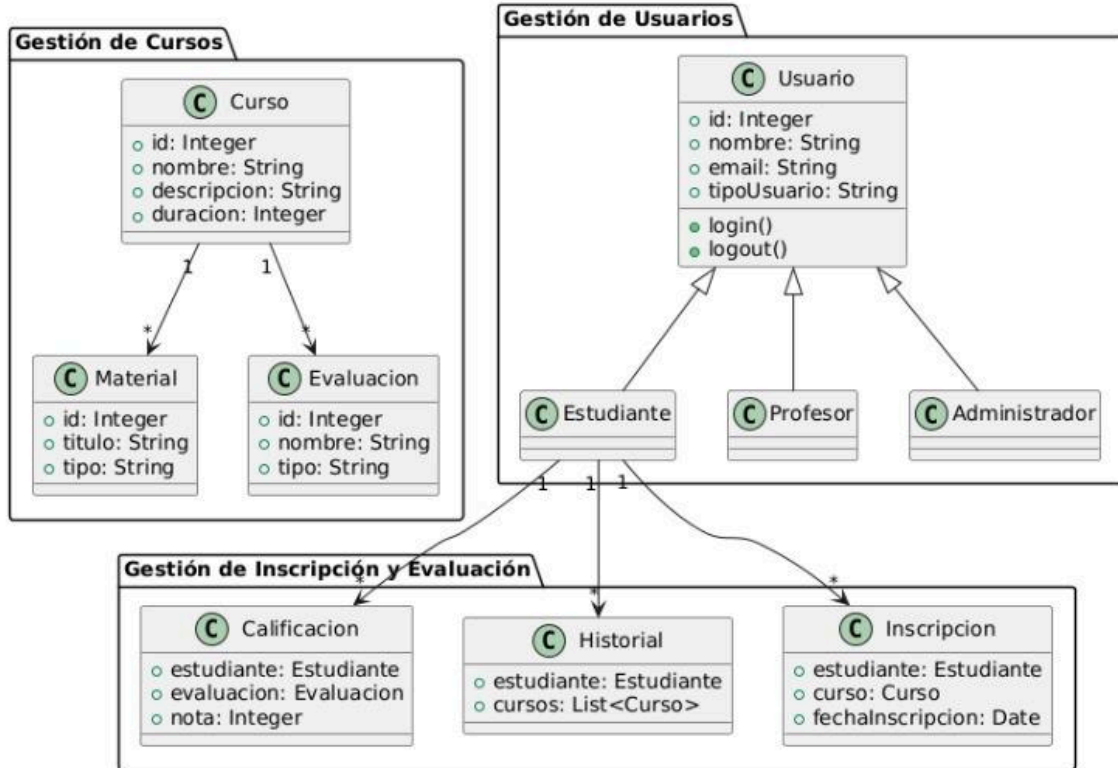 Gestión de Cursos
C Curso
id: Integer
nombre: String
descripcion: String
duracion: Integer
1
1
*
*
C Material
id: Integer
titulo: String
tipo: String
C Evaluacion
id: Integer
nombre: String
tipo: String
Gestión de Usuarios
C Usuario
id: Integer
nombre: String
email: String
tipoUsuario: String
login()
logout()
C Estudiante
C Profesor
C Administrador
1
1
1
*
*
*
Gestión de Inscripción y Evaluación
C Calificacion
estudiante: Estudiante
evaluacion: Evaluacion
nota: Integer
C Historial
estudiante: Estudiante
cursos: List<Curso>
C Inscripcion
estudiante: Estudiante
curso: Curso
fechaInscripcion: Date